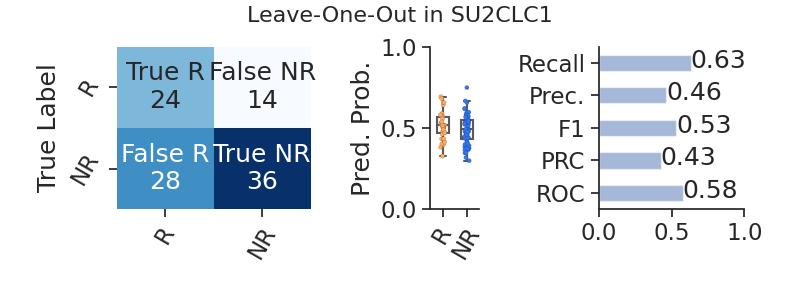 Leave-One-Out in SU2CLC1
True Label
R
NR
True R
24
False NR
14
False R
28
True NR
36
R
NR
Pred. Prob.
1.0
0.5
0.0
R
NR
Recall
Prec.
F1
PRC
ROC
0.63
0.46
0.53
0.43
0.58
0.0
0.5
1.0